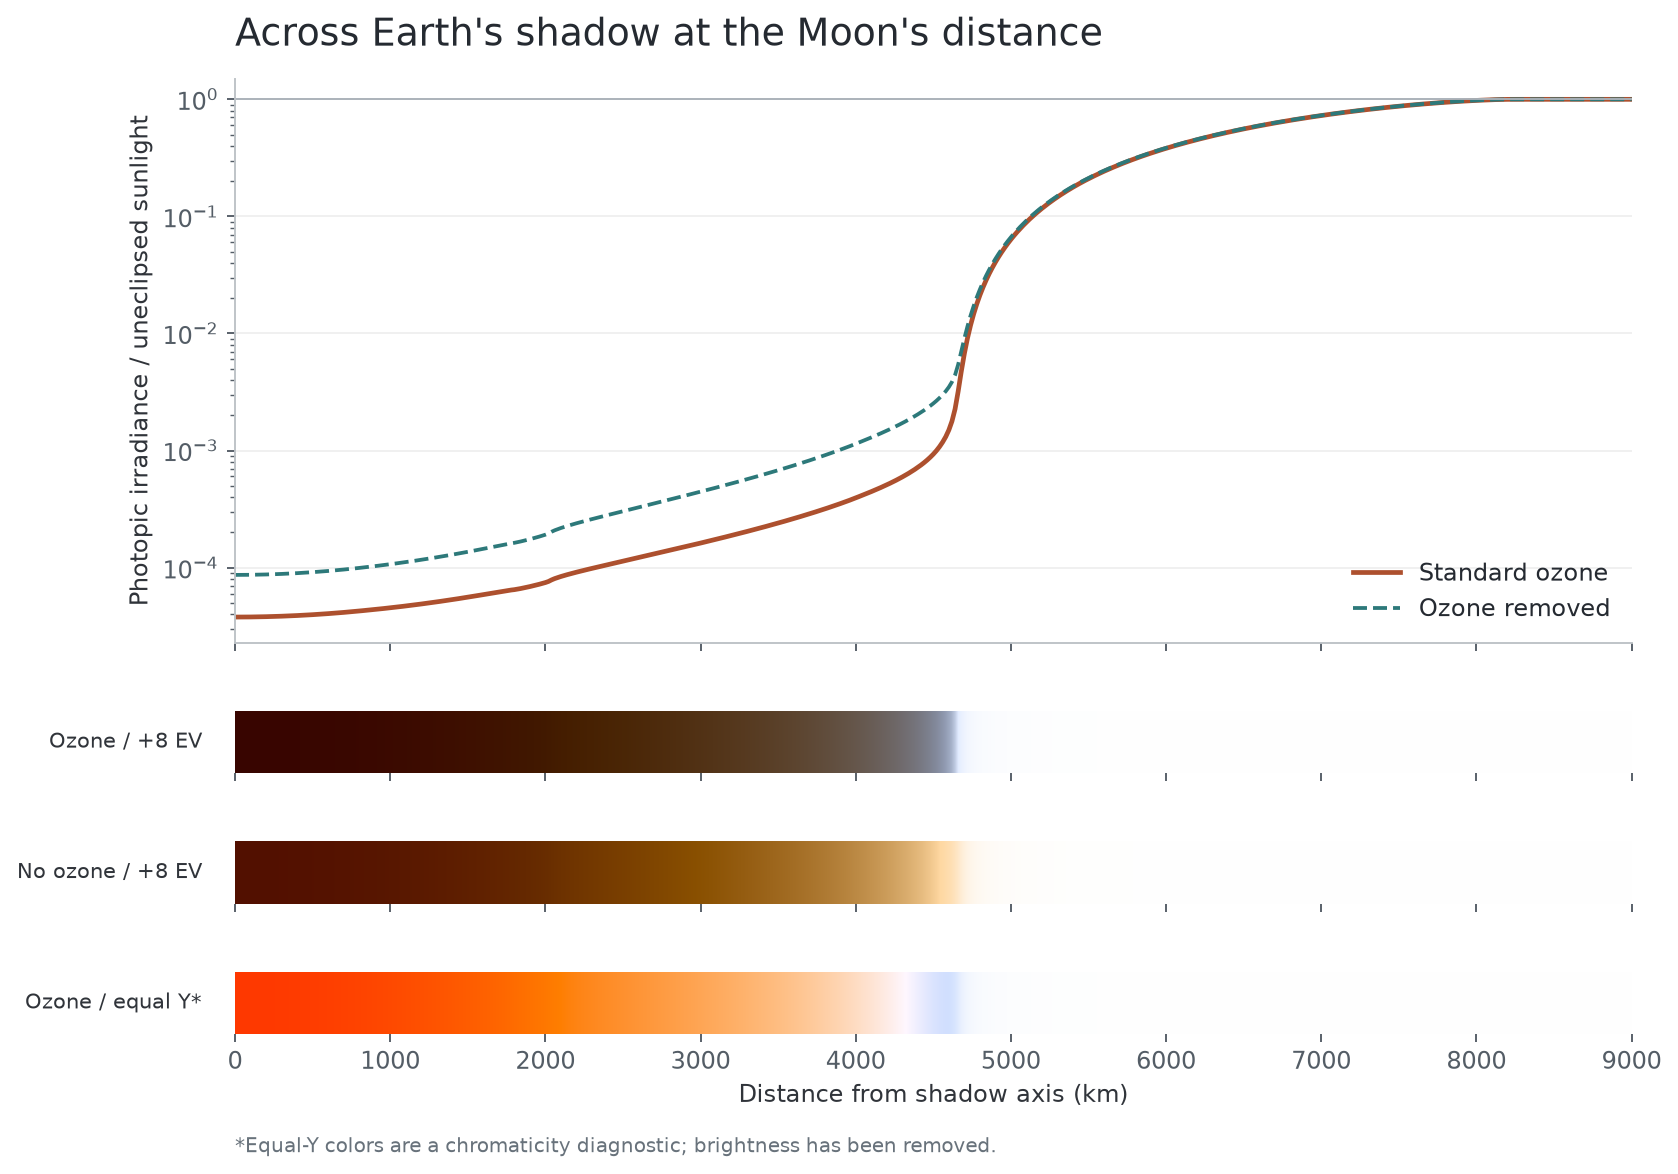 Across Earth's shadow at the Moon's distance
Photopic irradiance / uneclipsed sunlight
10⁰
10⁻¹
10⁻²
10⁻³
10⁻⁴
Standard ozone
Ozone removed
Ozone / +8 EV
No ozone / +8 EV
Ozone / equal Y*
0 1000 2000 3000 4000 5000 6000 7000 8000 9000
Distance from shadow axis (km)
*Equal-Y colors are a chromaticity diagnostic; brightness has been removed.